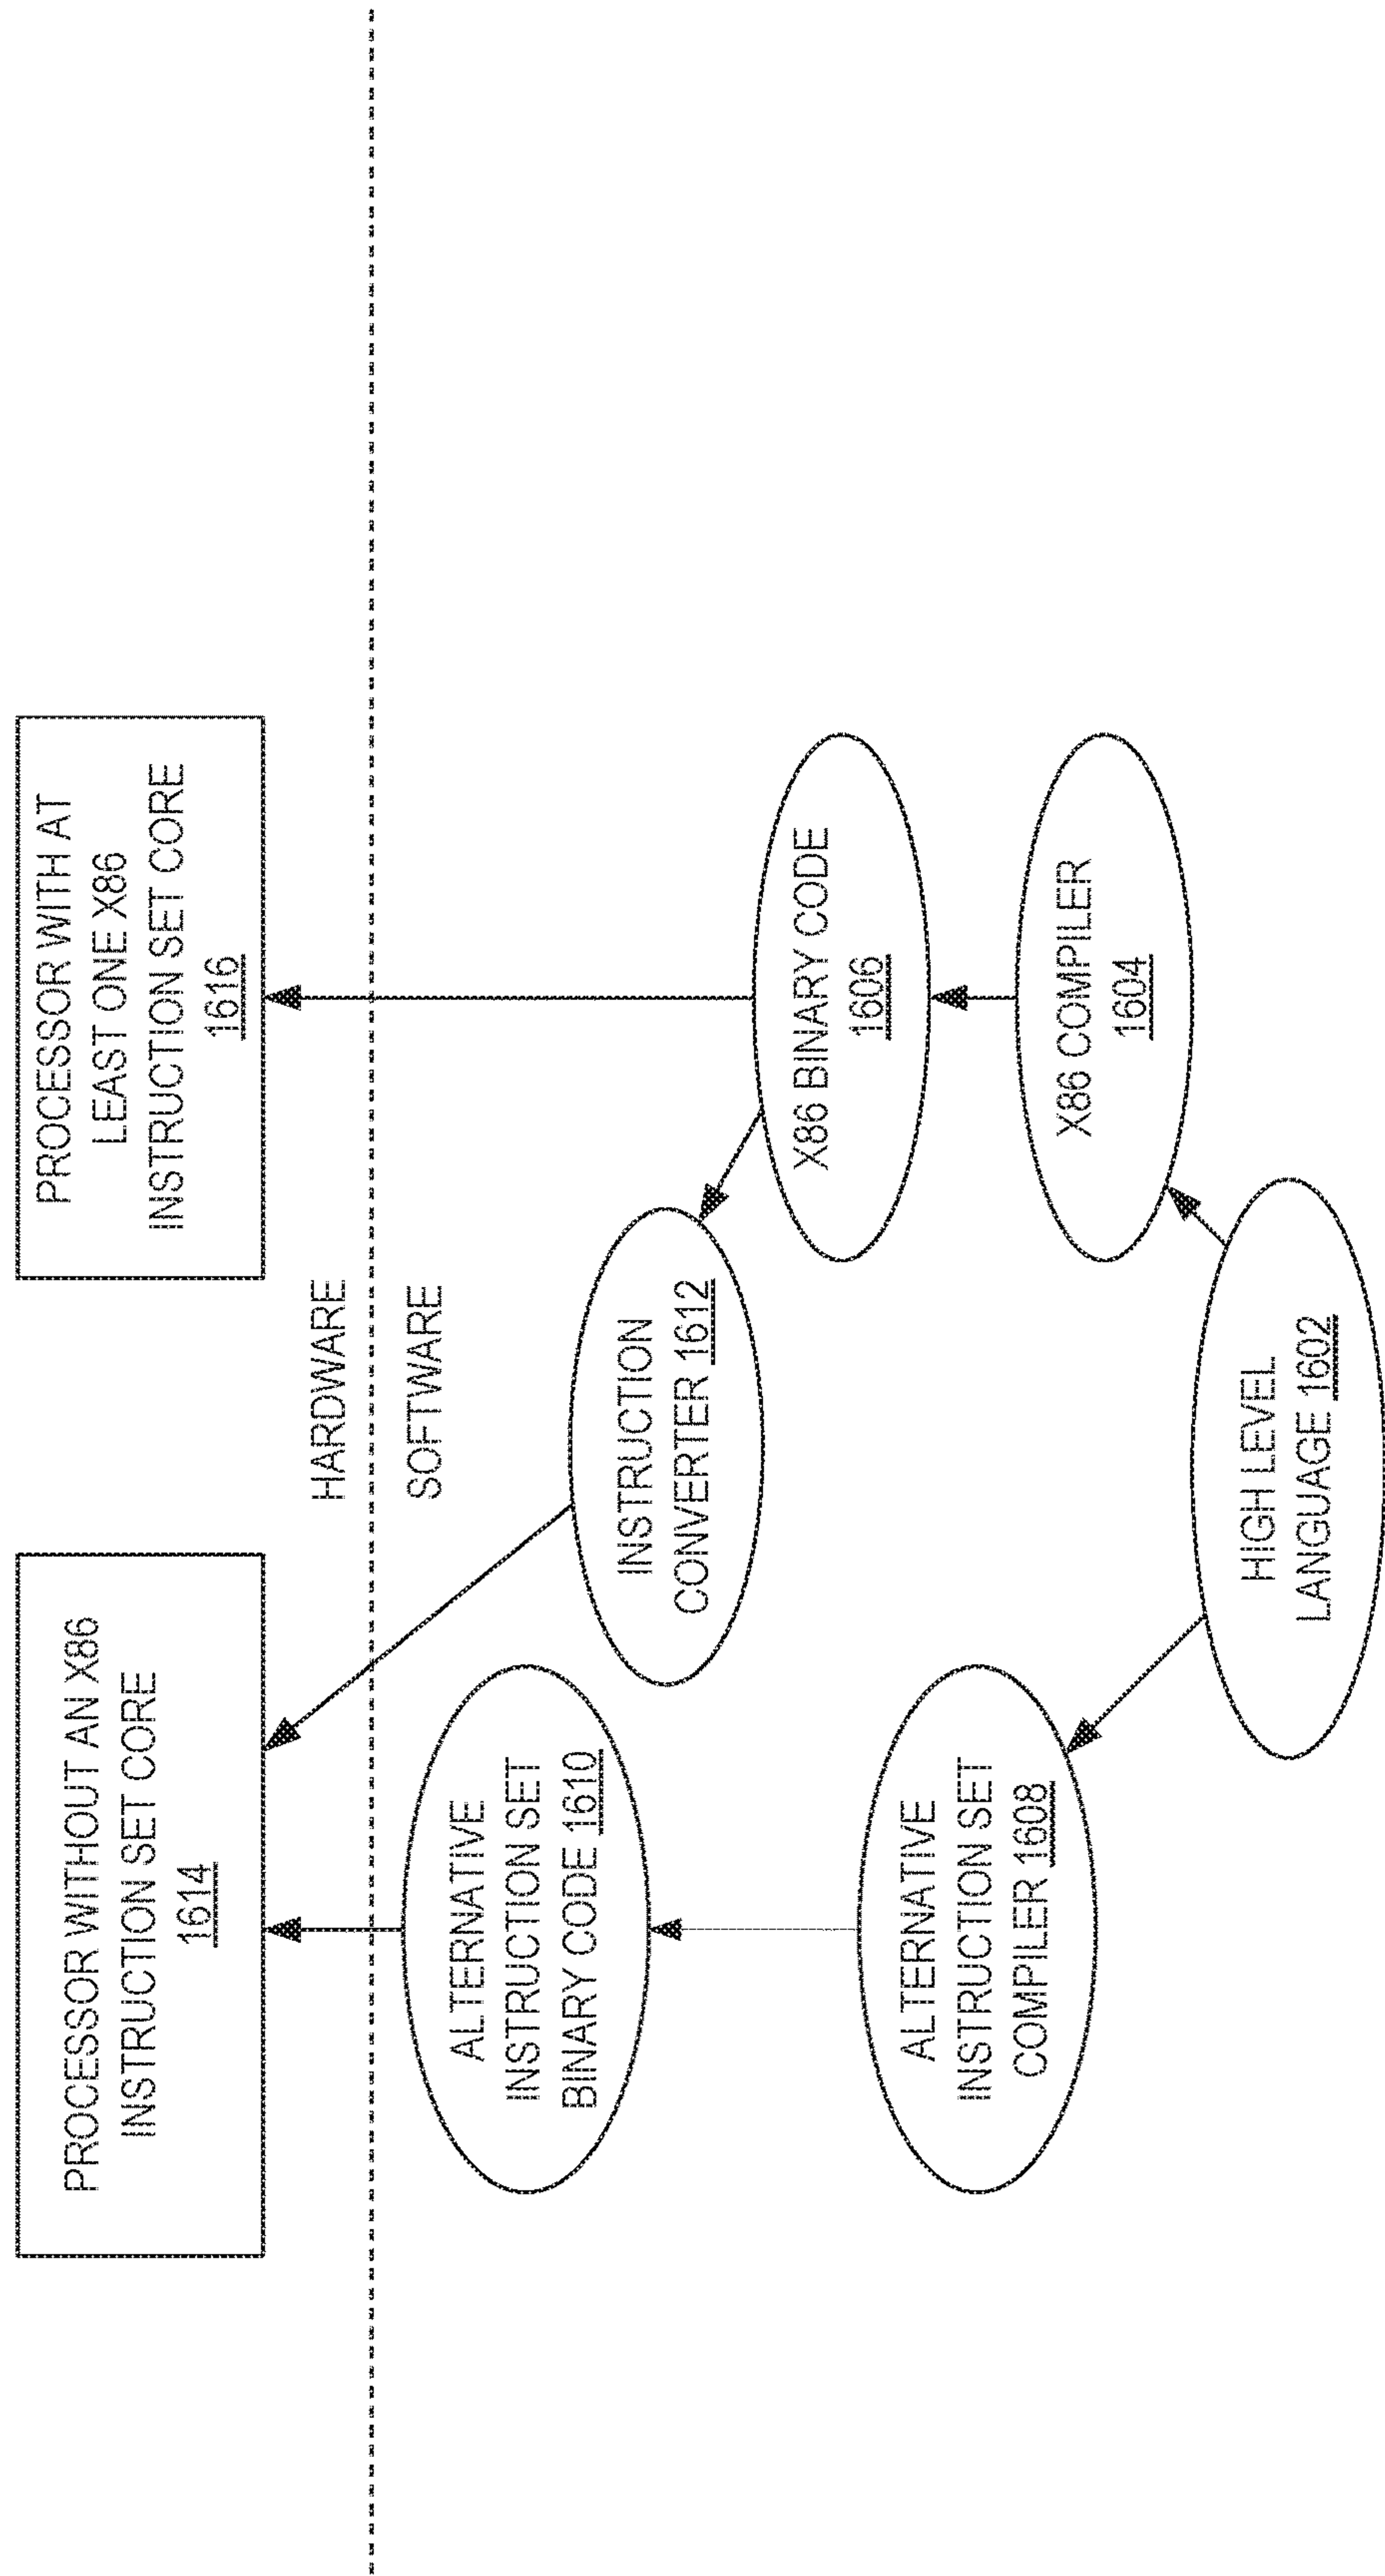 PROCESSOR WITHOUT AN X86
INSTRUCTION SET CORE
1614
PROCESSOR WITH AT
LEAST ONE X86
INSTRUCTION SET CORE
1616
HARDWARE
SOFTWARE
ALTERNATIVE
INSTRUCTION SET
BINARY CODE 1610
INSTRUCTION
CONVERTER 1612
X86 BINARY CODE
1606
ALTERNATIVE
INSTRUCTION SET
COMPILER 1608
X86 COMPILER
1604
HIGH LEVEL
LANGUAGE 1602